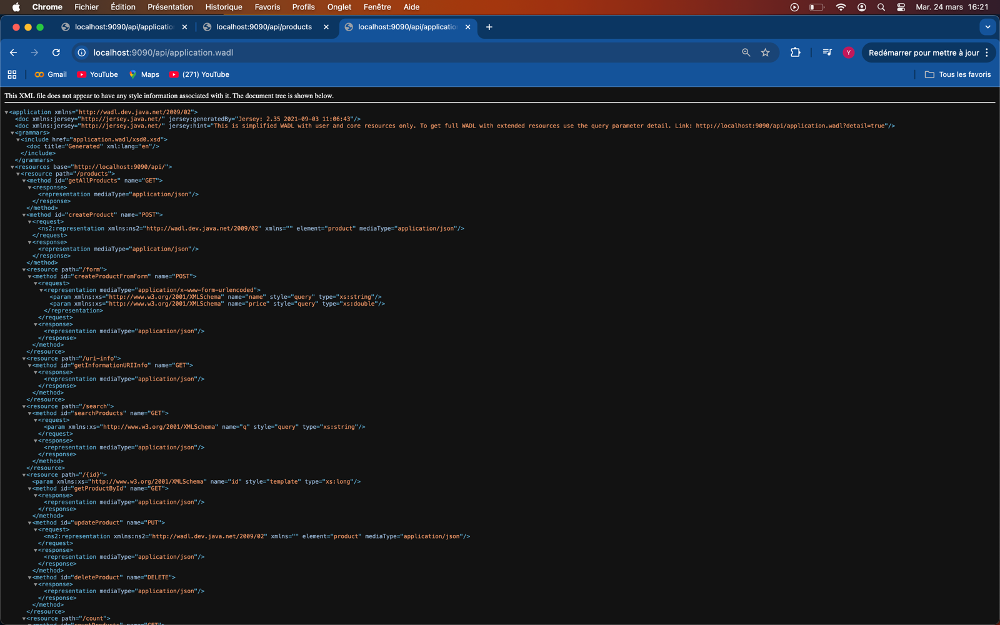 Chrome Fichier Édition Présentation Historique Favoris Profils Onglet Fenêtre Aide Mar. 24 mars 16:21
localhost:9090/api/applicatio localhost:9090/api/products localhost:9090/api/applicatio
localhost:9090/api/application.wadl Y Redémarrer pour mettre à jour
Gmail YouTube Maps (271) YouTube Tous les favoris
This XML file does not appear to have any style information associated with it. The document tree is shown below.
<application xmlns="http://wadl.dev.java.net/2009/02">
<doc xmlns:jersey="http://jersey.java.net/" jersey:generatedBy="Jersey: 2.35 2021-09-03 11:06:43"/>
<doc xmlns:jersey="http://jersey.java.net/" jersey:hint="This is simplified WADL with user and core resources only. To get full WADL with extended resources use the query parameter detail. Link: http://localhost:9090/api/application.wadl?detail=true"/>
<grammars>
<include href="application.wadl/xsd0.xsd">
<doc title="Generated" xml:lang="en"/>
</include>
</grammars>
<resources base="http://localhost:9090/api/">
<resource path="/products">
<method id="getAllProducts" name="GET">
<response>
<representation mediaType="application/json"/>
</response>
</method>
<method id="createProduct" name="POST">
<request>
<ns2:representation xmlns:ns2="http://wadl.dev.java.net/2009/02" xmlns="" element="product" mediaType="application/json"/>
</request>
<response>
<representation mediaType="application/json"/>
</response>
</method>
<resource path="/form">
<method id="createProductFromForm" name="POST">
<request>
<representation mediaType="application/x-www-form-urlencoded">
<param xmlns:xs="http://www.w3.org/2001/XMLSchema" name="name" style="query" type="xs:string"/>
<param xmlns:xs="http://www.w3.org/2001/XMLSchema" name="price" style="query" type="xs:double"/>
</representation>
</request>
<response>
<representation mediaType="application/json"/>
</response>
</method>
</resource>
<resource path="/uri-info">
<method id="getInformationURIInfo" name="GET">
<response>
<representation mediaType="application/json"/>
</response>
</method>
</resource>
<resource path="/search">
<method id="searchProducts" name="GET">
<request>
<param xmlns:xs="http://www.w3.org/2001/XMLSchema" name="q" style="query" type="xs:string"/>
</request>
<response>
<representation mediaType="application/json"/>
</response>
</method>
</resource>
<resource path="/{id}">
<param xmlns:xs="http://www.w3.org/2001/XMLSchema" name="id" style="template" type="xs:long"/>
<method id="getProductById" name="GET">
<response>
<representation mediaType="application/json"/>
</response>
</method>
<method id="updateProduct" name="PUT">
<request>
<ns2:representation xmlns:ns2="http://wadl.dev.java.net/2009/02" xmlns="" element="product" mediaType="application/json"/>
</request>
<response>
<representation mediaType="application/json"/>
</response>
</method>
<method id="deleteProduct" name="DELETE">
<response>
<representation mediaType="application/json"/>
</response>
</method>
</resource>
<resource path="/count">
<method id="countProducts" name="GET">